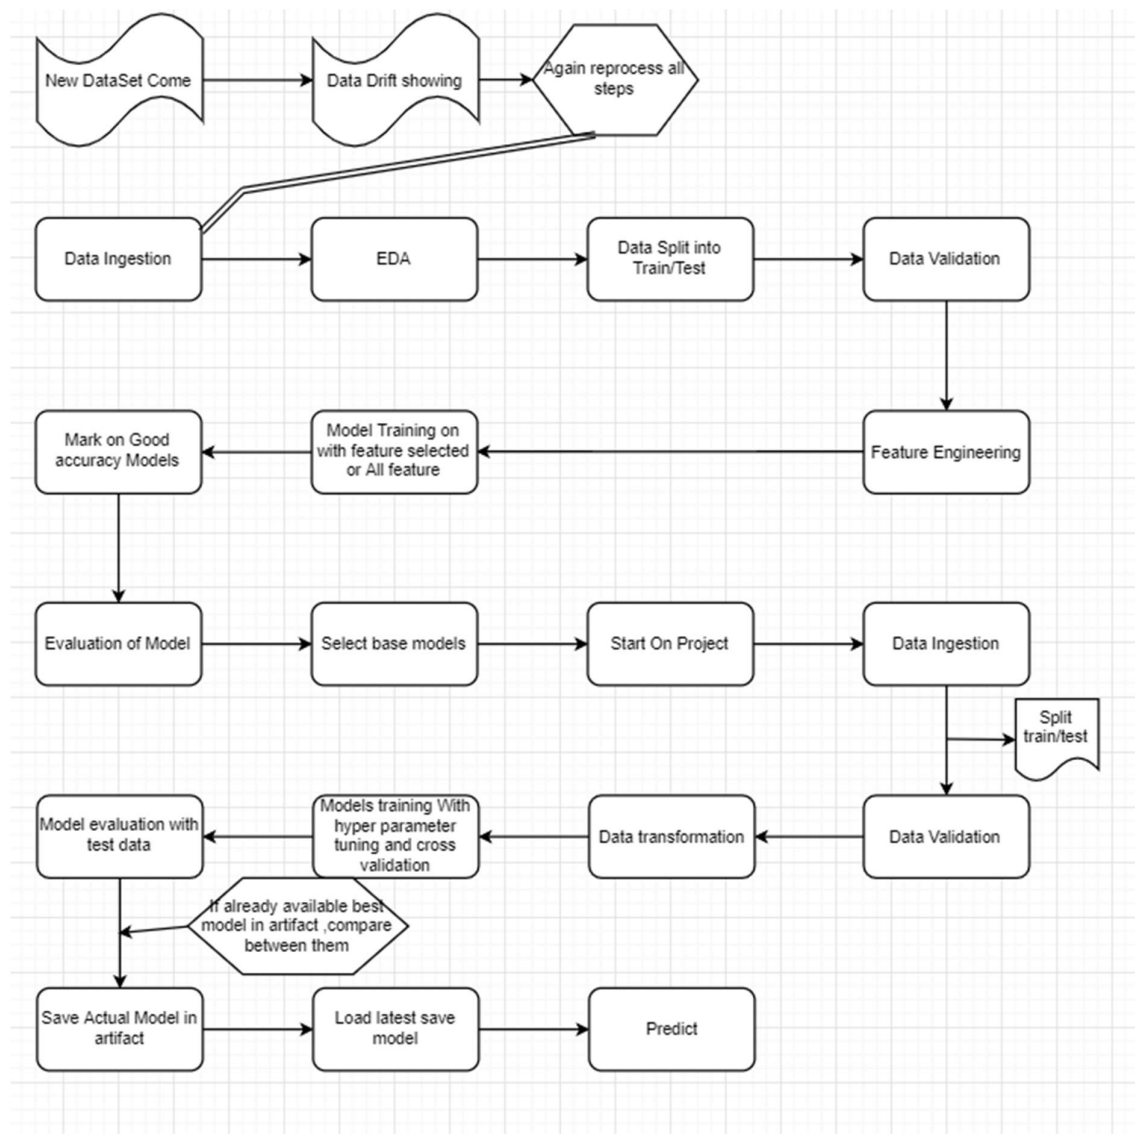 New DataSet Come
Data Drift showing
Again reprocess all
steps
Data Ingestion
EDA
Data Split into
Train/Test
Data Validation
Mark on Good
accuracy Models
Model Training on
with feature selected
or All feature
Feature Engineering
Evaluation of Model
Select base models
Start On Project
Data Ingestion
Split
train/test
Model evaluation with
test data
Models training With
hyper parameter
tuning and cross
validation
Data transformation
Data Validation
If already available best
model in artifact ,compare
between them
Save Actual Model in
artifact
Load latest save
model
Predict